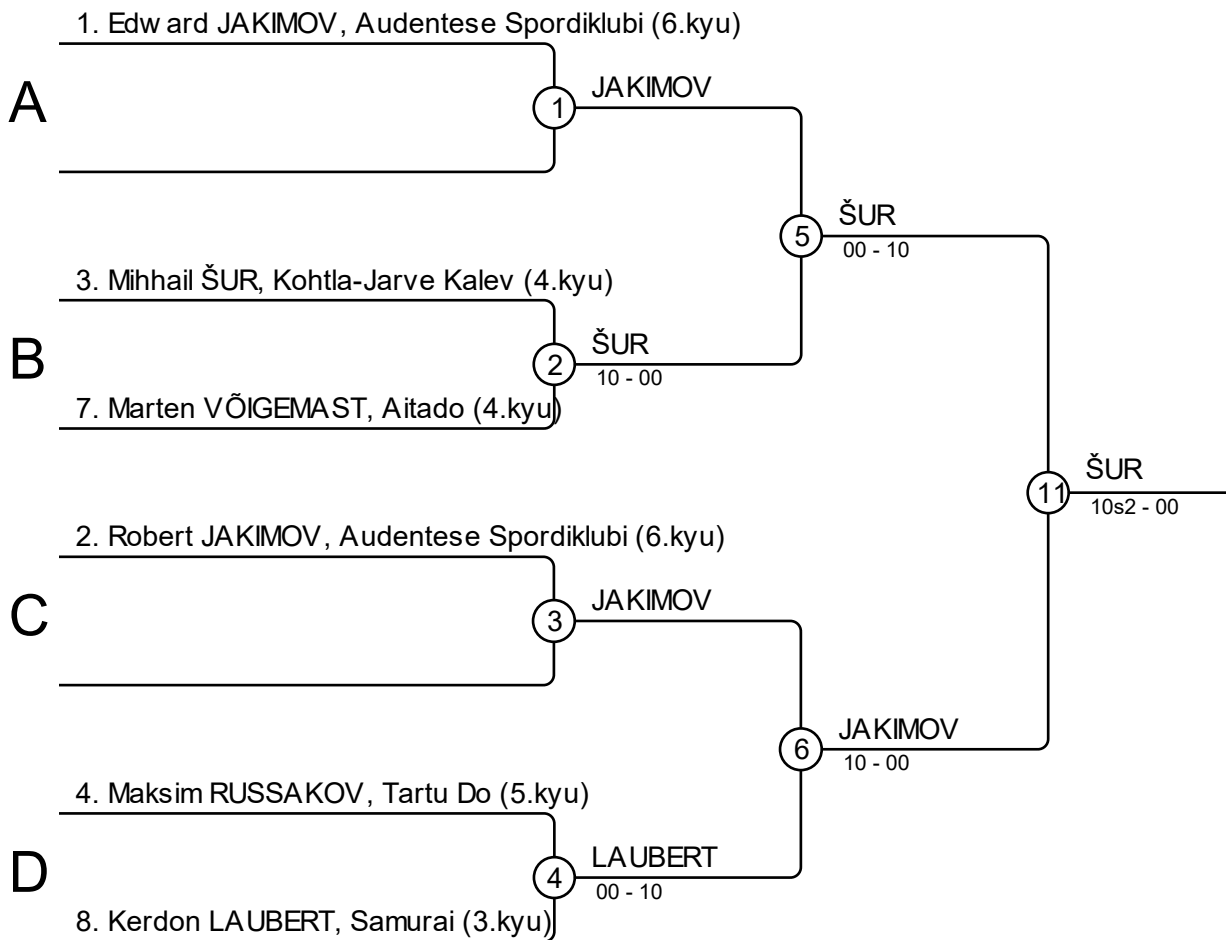 1. Edward JAKIMOV, Audentese Spordiklubi (6.kyu)
A
1
JAKIMOV
5
ŠUR
00 - 10
3. Mihhail ŠUR, Kohtla-Jarve Kalev (4.kyu)
B
2
ŠUR
10 - 00
7. Marten VÕIGEMAST, Aitado (4.kyu)
11
ŠUR
10s2 - 00
2. Robert JAKIMOV, Audentese Spordiklubi (6.kyu)
C
3
JAKIMOV
6
JAKIMOV
10 - 00
4. Maksim RUSSAKOV, Tartu Do (5.kyu)
D
4
LAUBERT
00 - 10
8. Kerdon LAUBERT, Samurai (3.kyu)